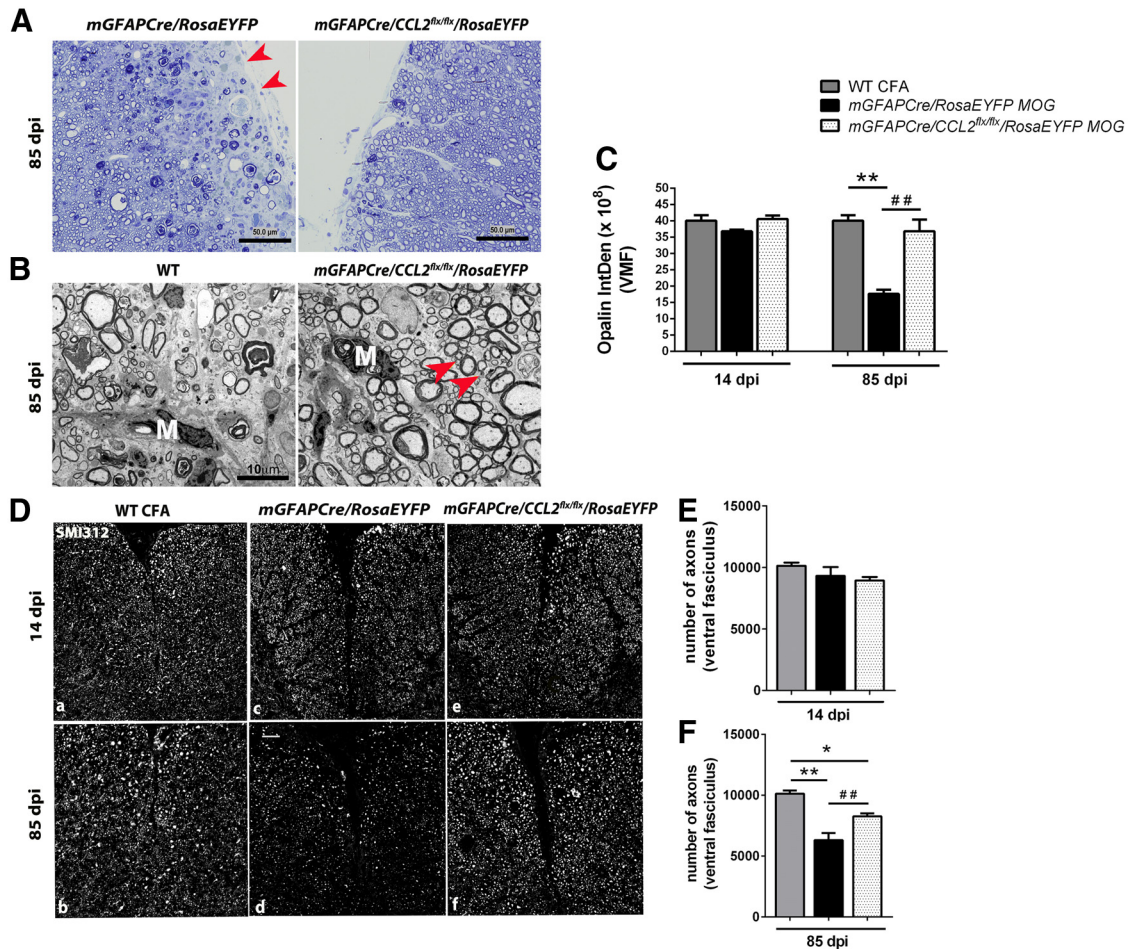 A
mGFAPCre/RosaEYFP
mGFAPCre/CCL2flx/flx/RosaEYFP
85 dpi
50.0 µm
50.0 µm
B
WT
mGFAPCre/CCL2flx/flx/RosaEYFP
85 dpi
M
10µm
M
WT CFA
mGFAPCre/RosaEYFP MOG
mGFAPCre/CCL2flx/flx/RosaEYFP MOG
C
Opalin IntDen (x 10⁸)
(VMF)
45
40
35
30
25
20
15
10
5
0
**
##
14 dpi
85 dpi
D
WT CFA
mGFAPCre/RosaEYFP
mGFAPCre/CCL2flx/flx/RosaEYFP
SMI312
14 dpi
a
c
e
85 dpi
b
d
f
E
number of axons
(ventral fasciculus)
15000
10000
5000
0
14 dpi
F
number of axons
(ventral fasciculus)
15000
10000
5000
0
*
**
##
85 dpi